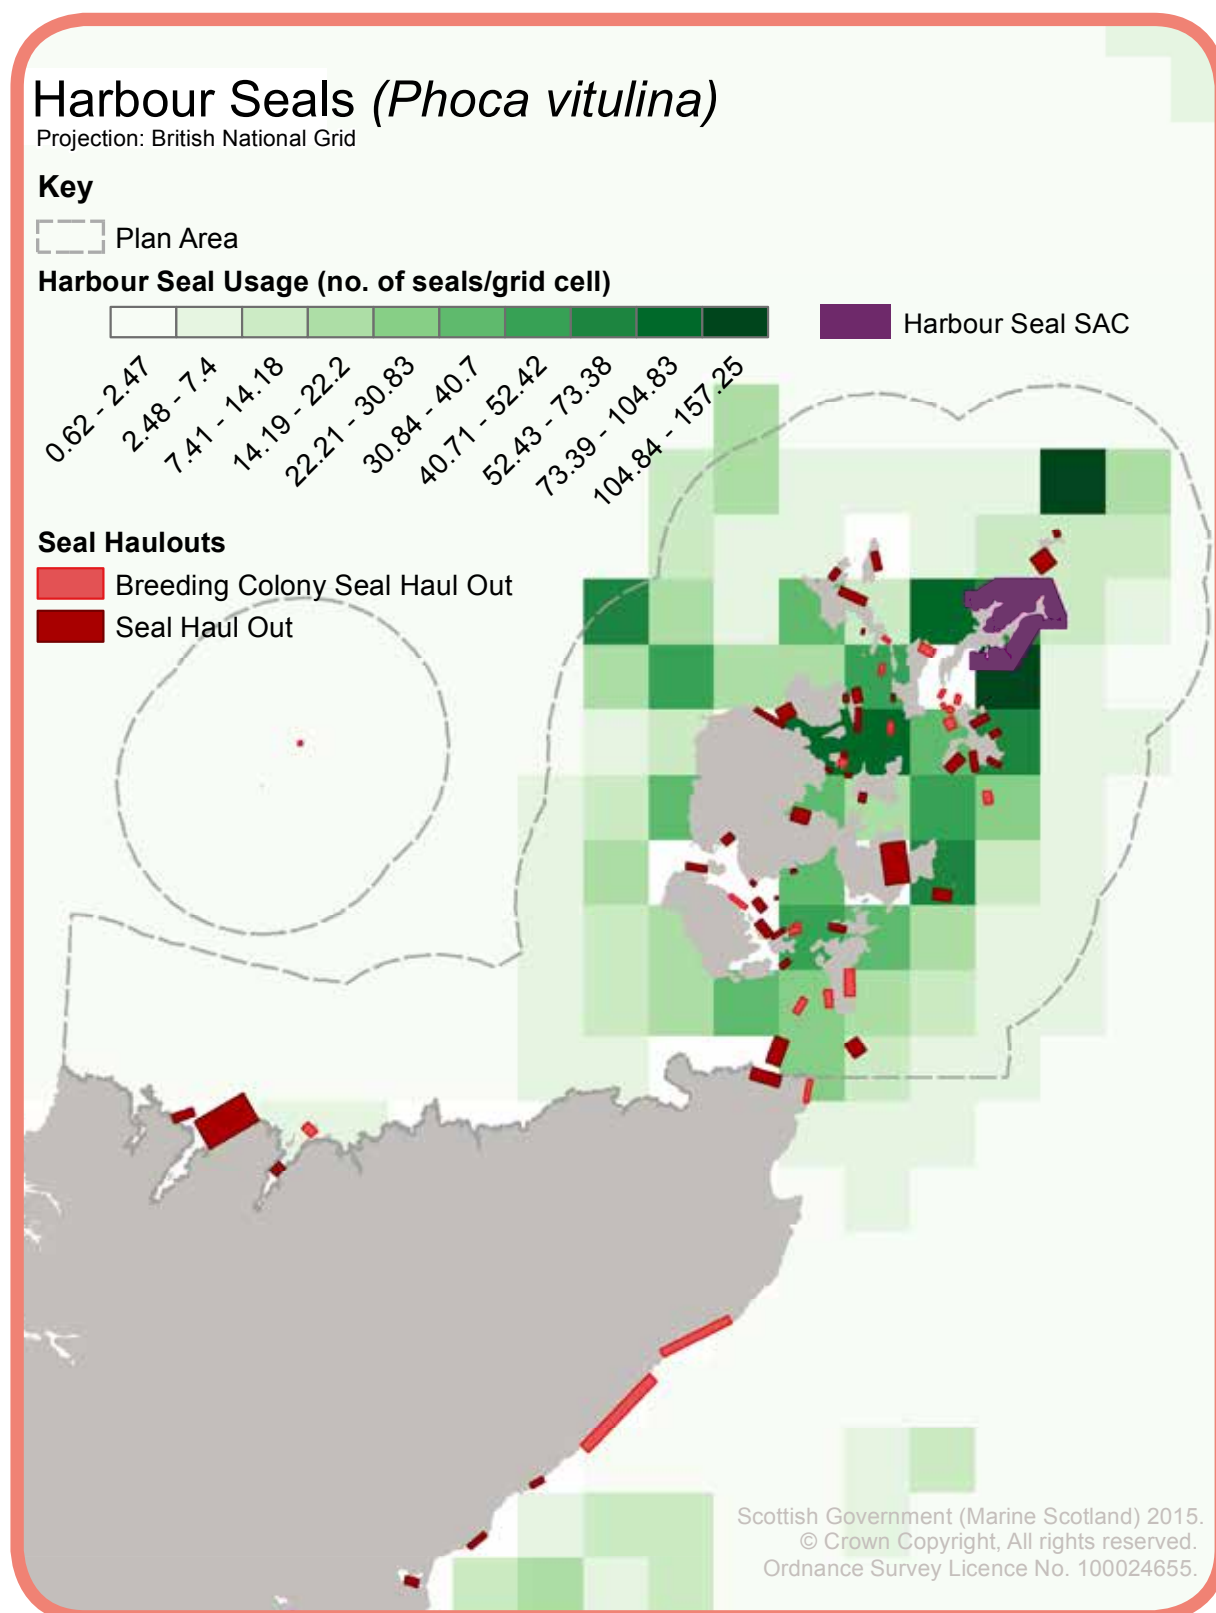 Harbour Seals (Phoca vitulina)
Projection: British National Grid
Key
Plan Area
Harbour Seal Usage (no. of seals/grid cell)
Harbour Seal SAC
0.62 - 2.47
2.48 - 7.4
7.41 - 14.18
14.19 - 22.2
22.21 - 30.83
30.84 - 40.7
40.71 - 52.42
52.43 - 73.38
73.39 - 104.83
104.84 - 157.25
Seal Haulouts
Breeding Colony Seal Haul Out
Seal Haul Out
Scottish Government (Marine Scotland) 2015.
© Crown Copyright, All rights reserved.
Ordnance Survey Licence No. 100024655.